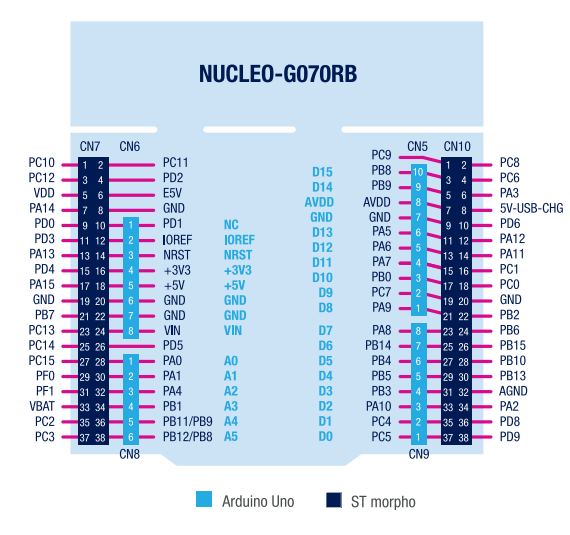 NUCLEO-G070RB
CN7 CN6 CN5 CN10
PC10 1 2 PC11 PC9 1 2 PC8
PC12 3 4 PD2 D15 PB8 10 3 4 PC6
VDD 5 6 E5V D14 PB9 9 5 6 PA3
PA14 7 8 GND AVDD AVDD 8 7 8 5V-USB-CHG
PD0 9 10 1 PD1 NC GND GND 7 9 10 PD6
PD3 11 12 2 IOREF IOREF D13 PA5 6 11 12 PA12
PA13 13 14 3 NRST NRST D12 PA6 5 13 14 PA11
PD4 15 16 4 +3V3 +3V3 D11 PA7 4 15 16 PC1
PA15 17 18 5 +5V +5V D10 PB0 3 17 18 PC0
GND 19 20 6 GND GND D9 PC7 2 19 20 GND
PB7 21 22 7 GND GND D8 PA9 1 21 22 PB2
PC13 23 24 8 VIN VIN D7 PA8 8 23 24 PB6
PC14 25 26 PD5 D6 PB14 7 25 26 PB15
PC15 27 28 1 PA0 A0 D5 PB4 6 27 28 PB10
PF0 29 30 2 PA1 A1 D4 PB5 5 29 30 PB13
PF1 31 32 3 PA4 A2 D3 PB3 4 31 32 AGND
VBAT 33 34 4 PB1 A3 D2 PA10 3 33 34 PA2
PC2 35 36 5 PB11/PB9 A4 D1 PC4 2 35 36 PD8
PC3 37 38 6 PB12/PB8 A5 D0 PC5 1 37 38 PD9
CN8 CN9
Arduino Uno ST morpho